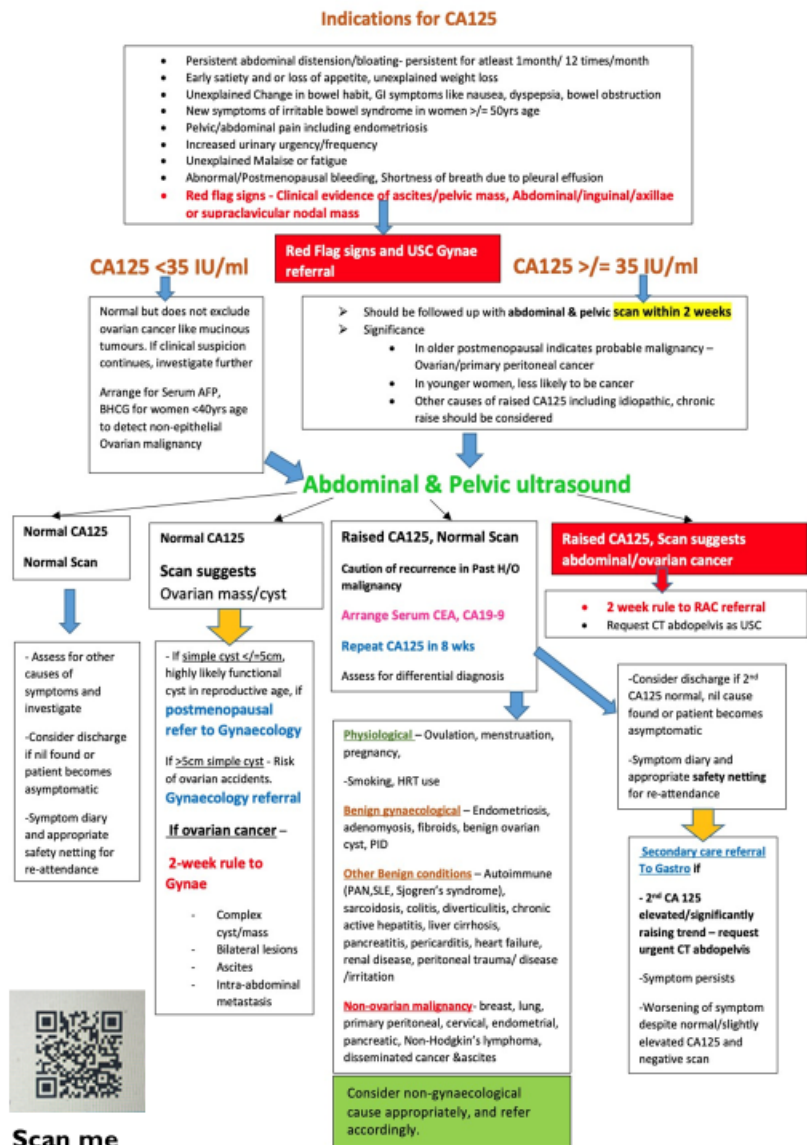 Indications for CA125
• Persistent abdominal distension/bloating- persistent for atleast 1month/ 12 times/month
• Early satiety and or loss of appetite, unexplained weight loss
• Unexplained Change in bowel habit, GI symptoms like nausea, dyspepsia, bowel obstruction
• New symptoms of irritable bowel syndrome in women >/= 50yrs age
• Pelvic/abdominal pain including endometriosis
• Increased urinary urgency/frequency
• Unexplained Malaise or fatigue
• Abnormal/Postmenopausal bleeding, Shortness of breath due to pleural effusion
• Red flag signs - Clinical evidence of ascites/pelvic mass, Abdominal/inguinal/axillae
or supraclavicular nodal mass
Red Flag signs and USC Gynae
referral
CA125 <35 IU/ml
CA125 >/= 35 IU/ml
Normal but does not exclude
ovarian cancer like mucinous
tumours. If clinical suspicion
continues, investigate further
Arrange for Serum AFP,
BHCG for women <40yrs age
to detect non-epithelial
Ovarian malignancy
➢ Should be followed up with abdominal & pelvic scan within 2 weeks
➢ Significance
• In older postmenopausal indicates probable malignancy –
Ovarian/primary peritoneal cancer
• In younger women, less likely to be cancer
• Other causes of raised CA125 including idiopathic, chronic
raise should be considered
Abdominal & Pelvic ultrasound
Normal CA125
Normal Scan
- Assess for other
causes of
symptoms and
investigate
-Consider discharge
if nil found or
patient becomes
asymptomatic
-Symptom diary
and appropriate
safety netting for
re-attendance
Normal CA125
Scan suggests
Ovarian mass/cyst
- If simple cyst </=5cm,
highly likely functional
cyst in reproductive age, if
postmenopausal
refer to Gynaecology
If >5cm simple cyst - Risk
of ovarian accidents.
Gynaecology referral
If ovarian cancer –
2-week rule to
Gynae
- Complex
cyst/mass
- Bilateral lesions
- Ascites
- Intra-abdominal
metastasis
Raised CA125, Normal Scan
Caution of recurrence in Past H/O
malignancy
Arrange Serum CEA, CA19-9
Repeat CA125 in 8 wks
Assess for differential diagnosis
Physiological – Ovulation, menstruation,
pregnancy,
-Smoking, HRT use
Benign gynaecological – Endometriosis,
adenomyosis, fibroids, benign ovarian
cyst, PID
Other Benign conditions – Autoimmune
(PAN,SLE, Sjogren's syndrome),
sarcoidosis, colitis, diverticulitis, chronic
active hepatitis, liver cirrhosis,
pancreatitis, pericarditis, heart failure,
renal disease, peritoneal trauma/ disease
/irritation
Non-ovarian malignancy- breast, lung,
primary peritoneal, cervical, endometrial,
pancreatic, Non-Hodgkin's lymphoma,
disseminated cancer &ascites
Consider non-gynaecological
cause appropriately, and refer
accordingly.
Raised CA125, Scan suggests
abdominal/ovarian cancer
• 2 week rule to RAC referral
• Request CT abdopelvis as USC
-Consider discharge if 2nd
CA125 normal, nil cause
found or patient becomes
asymptomatic
-Symptom diary and
appropriate safety netting
for re-attendance
Secondary care referral
To Gastro if
- 2nd CA 125
elevated/significantly
raising trend – request
urgent CT abdopelvis
-Symptom persists
-Worsening of symptom
despite normal/slightly
elevated CA125 and
negative scan
Scan me